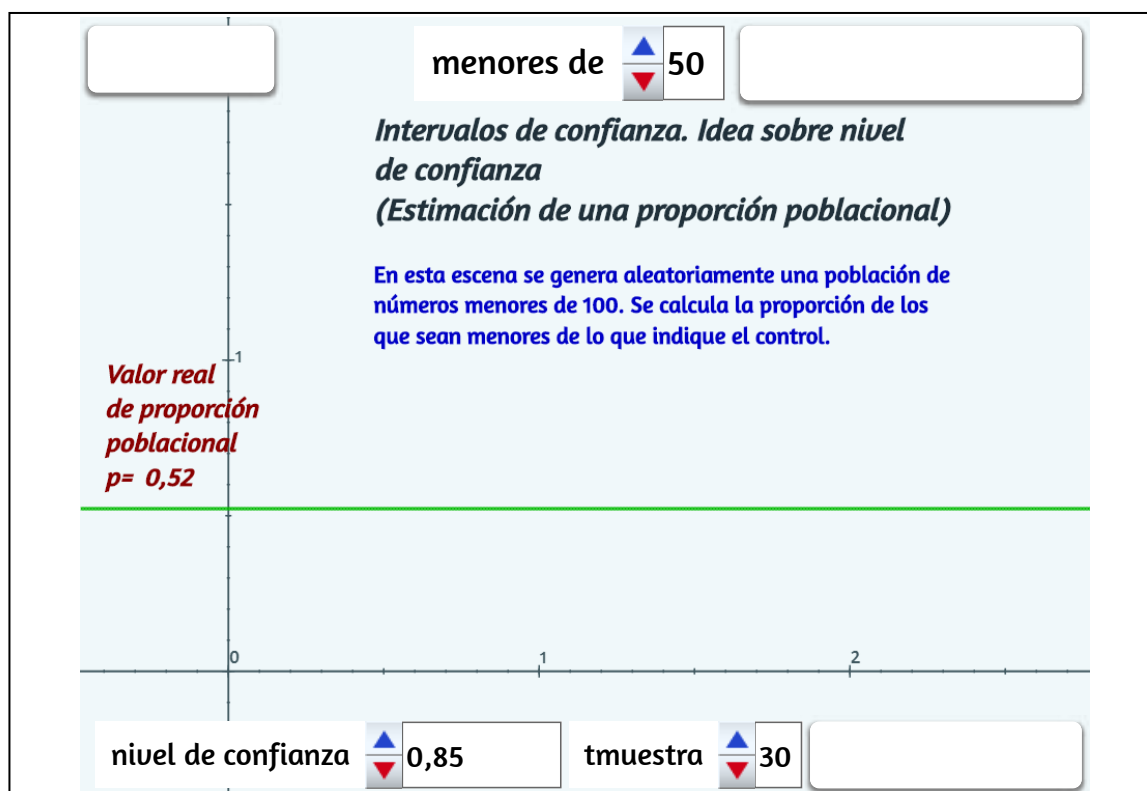 menores de 50
Intervalos de confianza. Idea sobre nivel
de confianza
(Estimación de una proporción poblacional)
En esta escena se genera aleatoriamente una población de
números menores de 100. Se calcula la proporción de los
que sean menores de lo que indique el control.
1
Valor real
de proporción
poblacional
p= 0,52
0 1 2
nivel de confianza 0,85 tmuestra 30